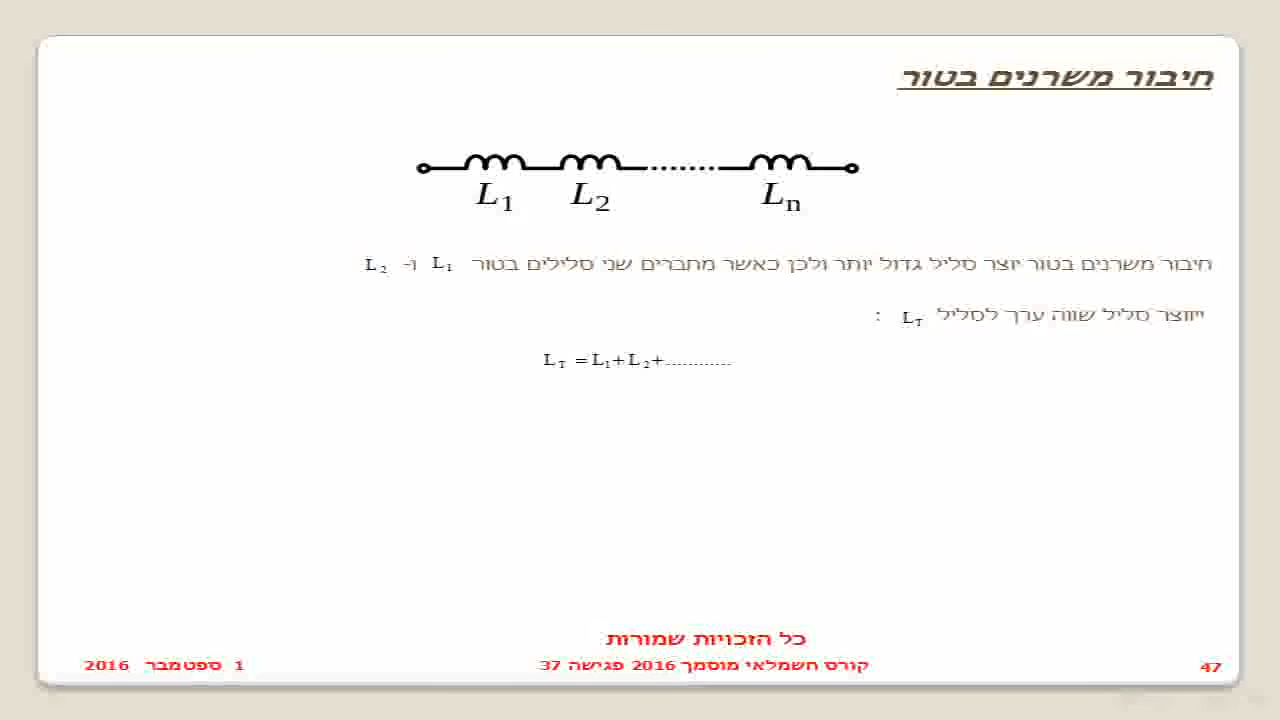 חיבור משרנים בטור
L1 L2 Ln
חיבור משרנים בטור יוצר סליל גדול יותר ולכן כאשר מחברים שני סלילים בטור L1 ו- L2
ייווצר סליל שווה ערך לסליל LT :
LT =L1+L2+............
כל הזכויות שמורות
47 קורס חשמלאי מוסמך 2016 פגישה 37 1 ספטמבר 2016